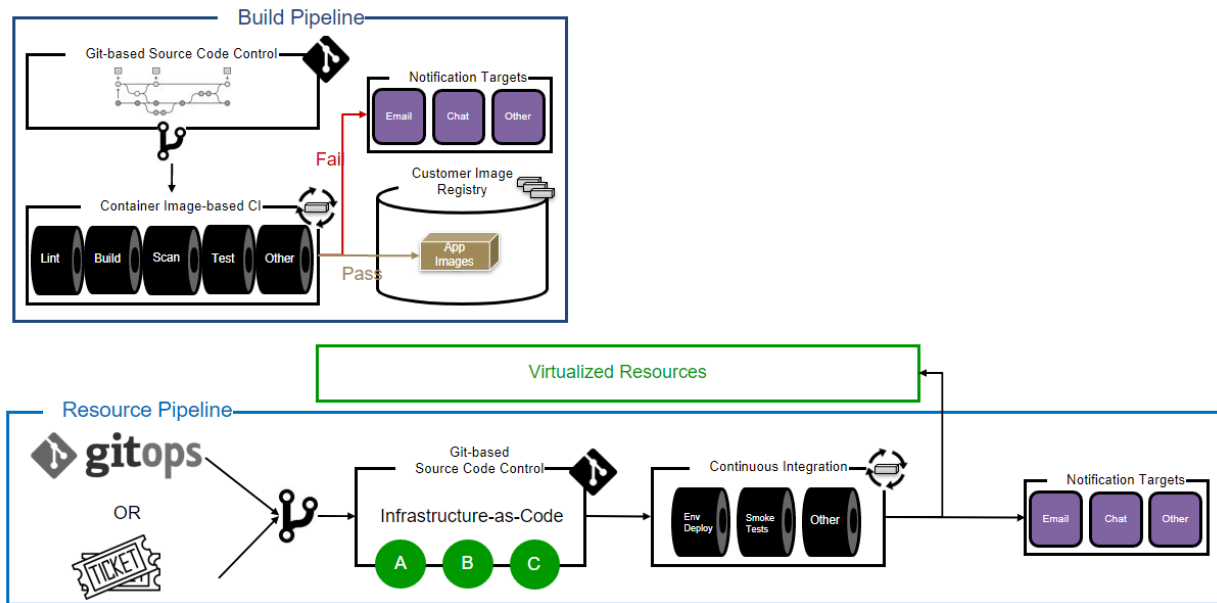 Build Pipeline
Git-based Source Code Control
Notification Targets
Email
Chat
Other
Fail
Customer Image
Registry
Container Image-based CI
Lint
Build
Scan
Test
Other
App
Images
Pass
Virtualized Resources
Resource Pipeline
gitops
OR
TICKET
Git-based
Source Code Control
Infrastructure-as-Code
A
B
C
Continuous Integration
Env
Deploy
Smoke
Tests
Other
Notification Targets
Email
Chat
Other